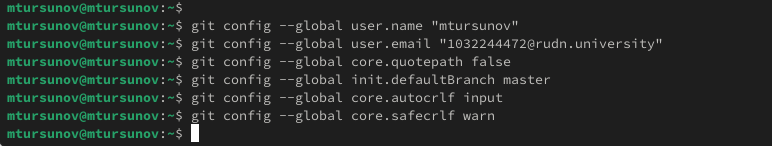 mtursunov@mtursunov:~$
mtursunov@mtursunov:~$ git config --global user.name "mtursunov"
mtursunov@mtursunov:~$ git config --global user.email "1032244472@rudn.university"
mtursunov@mtursunov:~$ git config --global core.quotepath false
mtursunov@mtursunov:~$ git config --global init.defaultBranch master
mtursunov@mtursunov:~$ git config --global core.autocrlf input
mtursunov@mtursunov:~$ git config --global core.safecrlf warn
mtursunov@mtursunov:~$